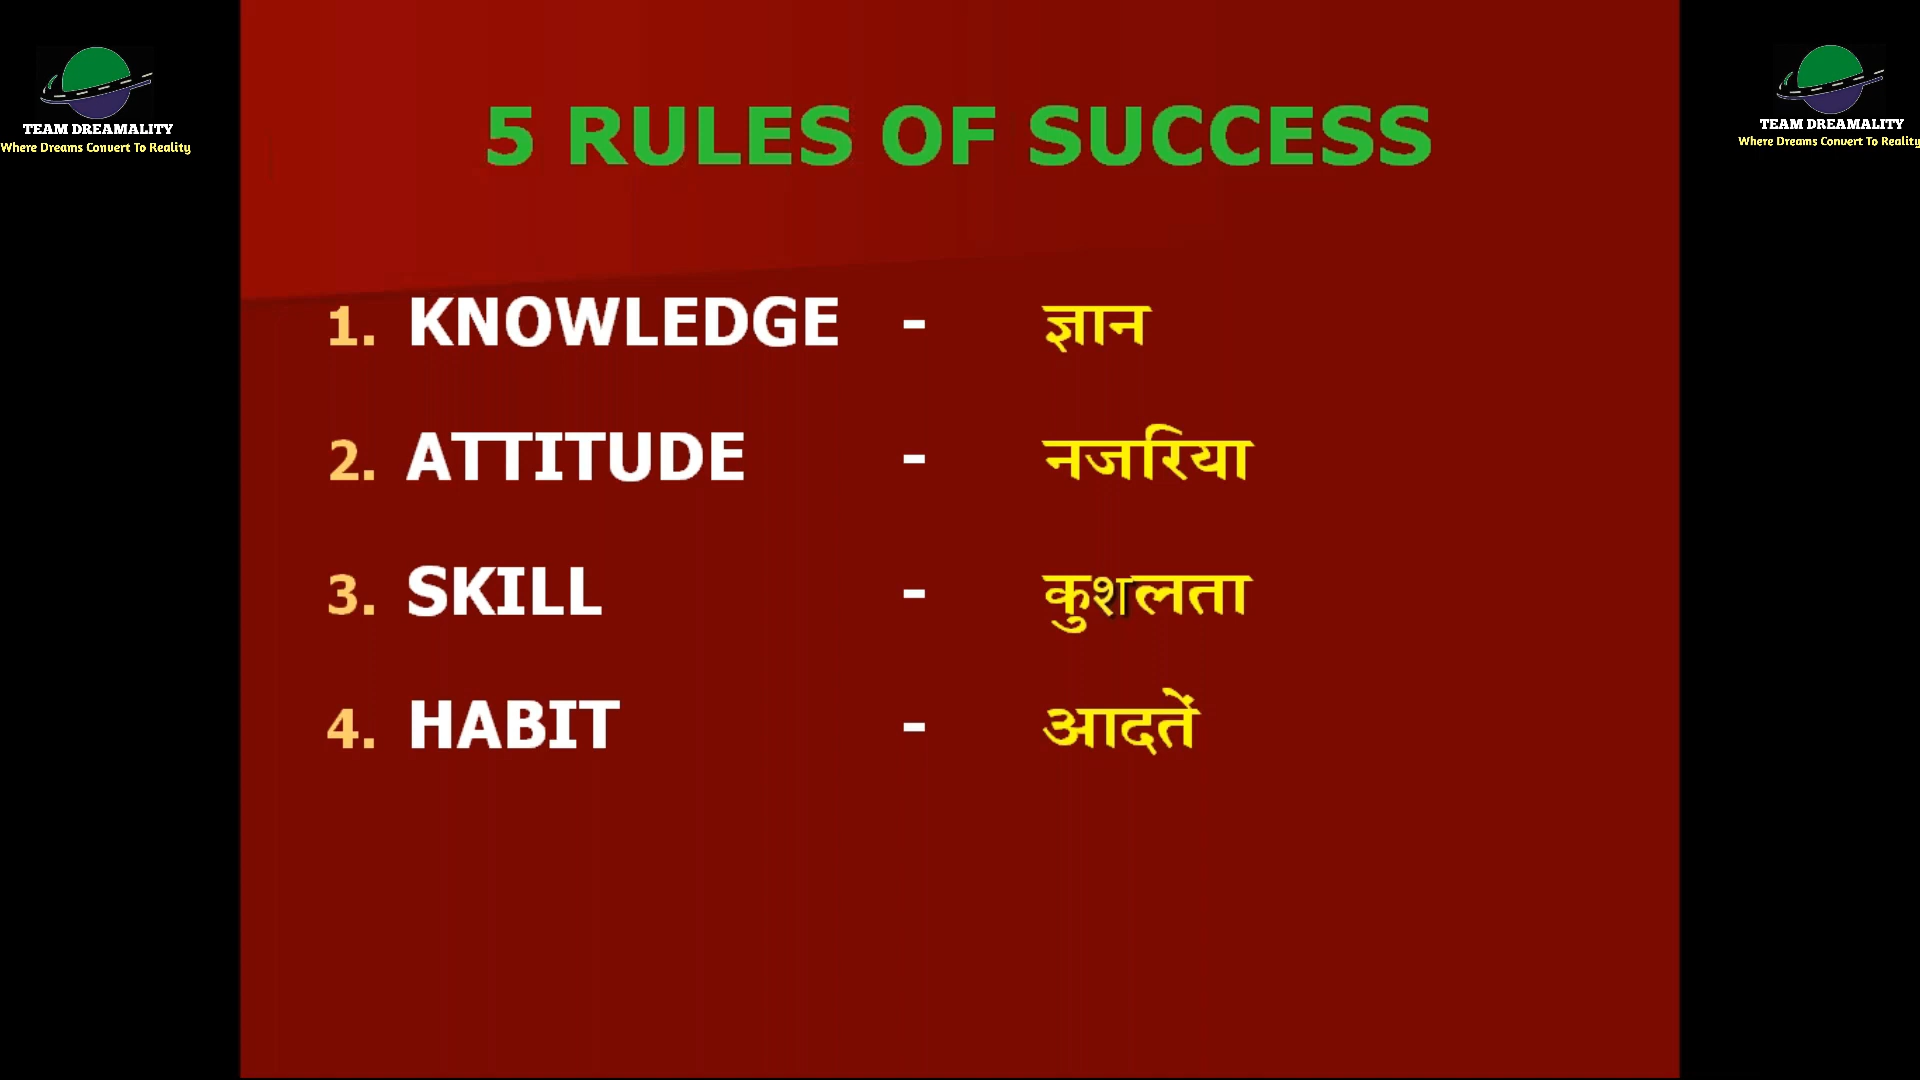 TEAM DREAMALITY
Where Dreams Convert To Reality
TEAM DREAMALITY
Where Dreams Convert To Reality
5 RULES OF SUCCESS
1. KNOWLEDGE - ज्ञान
2. ATTITUDE - नजरिया
3. SKILL - कुशलता
4. HABIT - आदतें